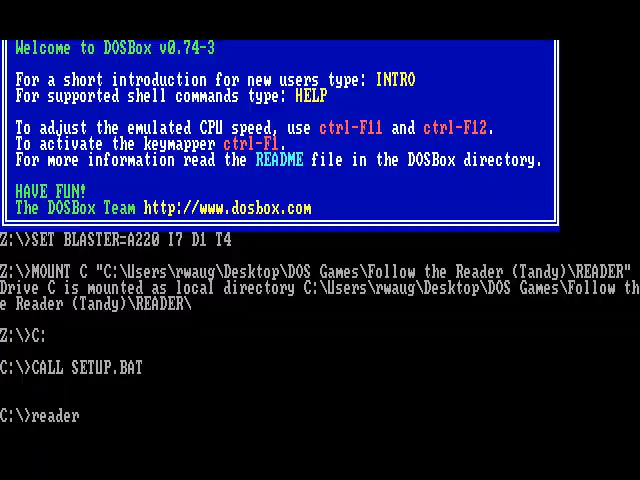 Welcome to DOSBox v0.74-3
For a short introduction for new users type: INTRO
For supported shell commands type: HELP
To adjust the emulated CPU speed, use ctrl-F11 and ctrl-F12.
To activate the keymapper ctrl-F1.
For more information read the README file in the DOSBox directory.
HAVE FUN!
The DOSBox Team http://www.dosbox.com
Z:\>SET BLASTER=A220 I7 D1 T4
Z:\>MOUNT C "C:\Users\rwaug\Desktop\DOS Games\Follow the Reader (Tandy)\READER"
Drive C is mounted as local directory C:\Users\rwaug\Desktop\DOS Games\Follow th
e Reader (Tandy)\READER\
Z:\>C:
C:\>CALL SETUP.BAT
C:\>reader